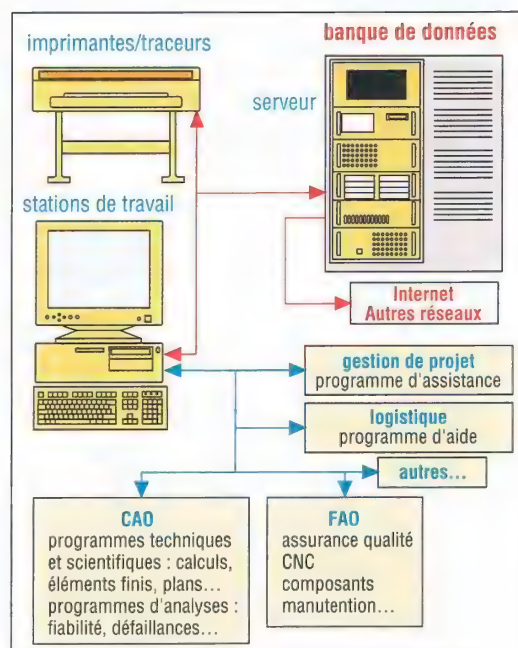 imprimantes/traceurs
banque de données
serveur
stations de travail
Internet
Autres réseaux
gestion de projet
programme d'assistance
logistique
programme d'aide
autres...
CAO
programmes techniques
et scientifiques : calculs,
éléments finis, plans...
programmes d'analyses :
fiabilité, défaillances...
FAO
assurance qualité
CNC
composants
manutention...